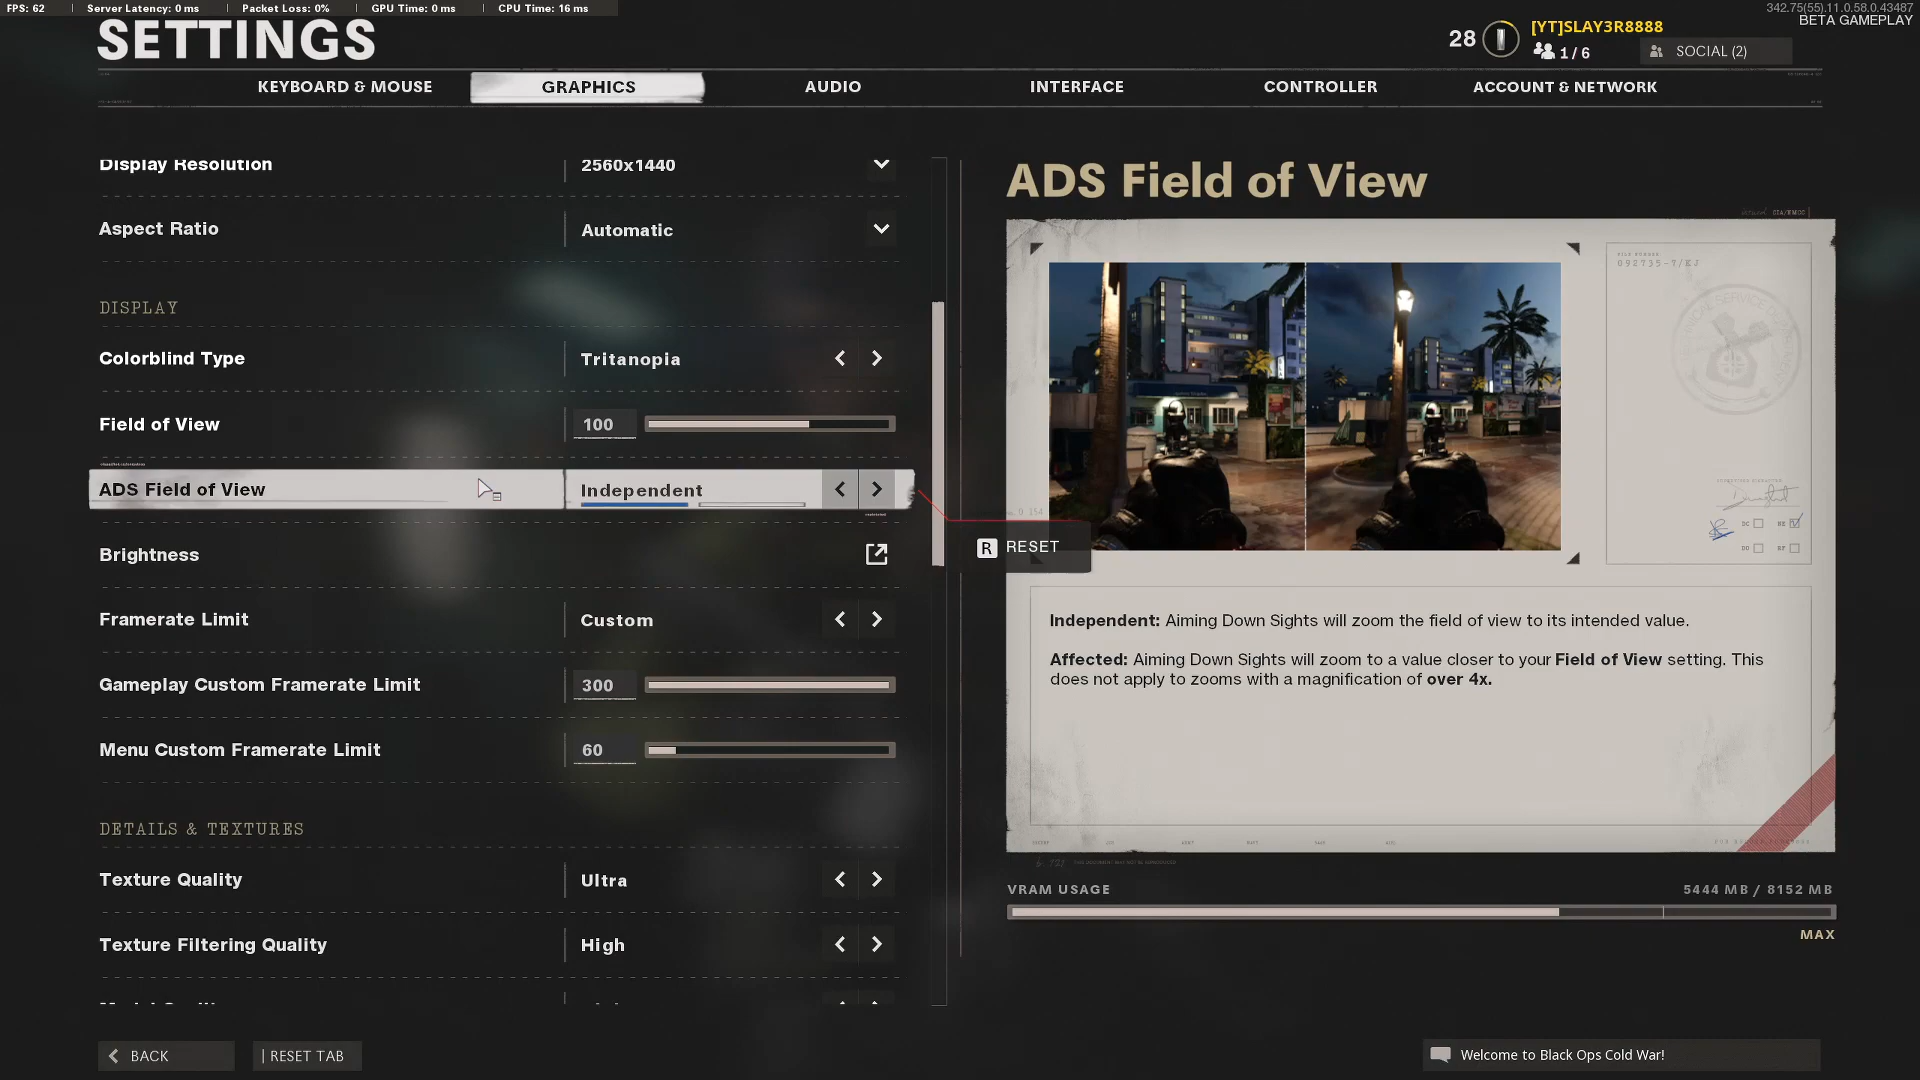 FPS: 62 | Server Latency: 0 ms | Packet Loss: 0% | GPU Time: 0 ms | CPU Time: 16 ms
342.75(55).11.0.58.0.43487
BETA GAMEPLAY
SETTINGS
28
[YT]SLAY3R8888
1 / 6
SOCIAL (2)
KEYBOARD & MOUSE
GRAPHICS
AUDIO
INTERFACE
CONTROLLER
ACCOUNT & NETWORK
Display Resolution 2560x1440
Aspect Ratio Automatic
DISPLAY
Colorblind Type Tritanopia
Field of View 100
ADS Field of View Independent
Brightness
Framerate Limit Custom
Gameplay Custom Framerate Limit 300
Menu Custom Framerate Limit 60
DETAILS & TEXTURES
Texture Quality Ultra
Texture Filtering Quality High
R RESET
ADS Field of View
CIA/NMOS
FILE NUMBER
092735-7/KJ
Independent: Aiming Down Sights will zoom the field of view to its intended value.
Affected: Aiming Down Sights will zoom to a value closer to your Field of View setting. This
does not apply to zooms with a magnification of over 4x.
VRAM USAGE
5444 MB / 8152 MB
MAX
BACK
| RESET TAB
Welcome to Black Ops Cold War!